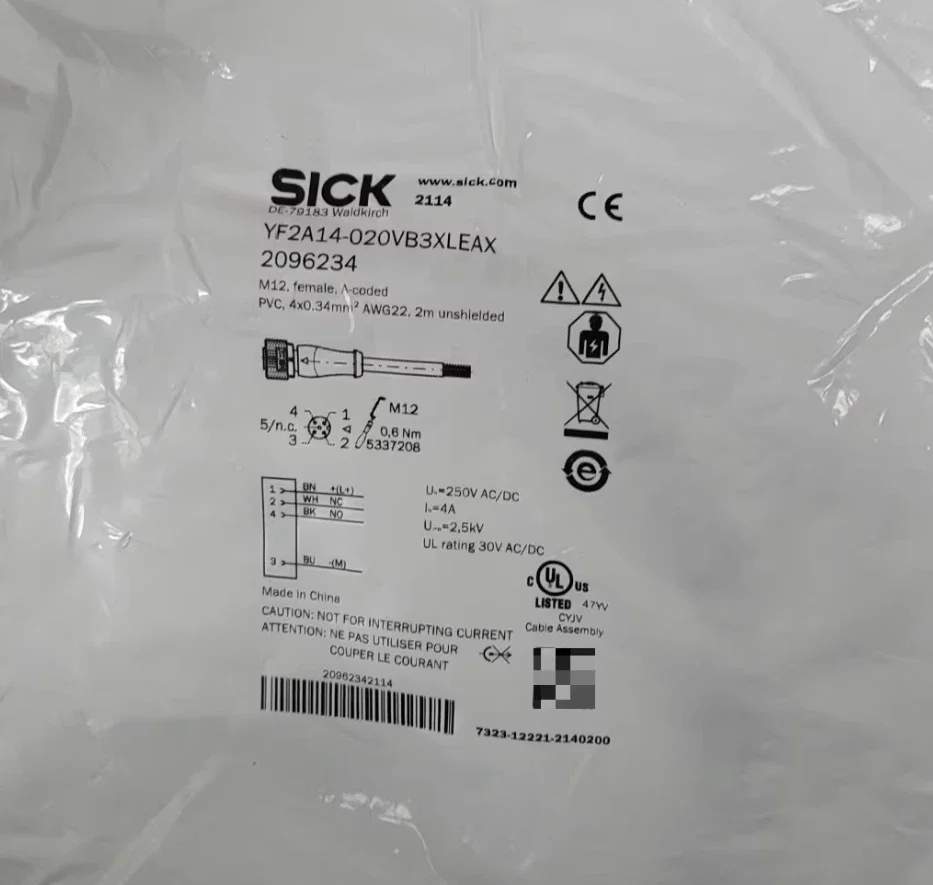 SICK
www.sick.com
2114
DE-79183 Waldkirch
YF2A14-020VB3XLEAX
2096234
M12, female, A-coded
PVC, 4x0.34mm² AWG22, 2m unshielded
CE
4 1 M12
5/n.c. 0,6 Nm
3 2 5337208
1 BN +(L+)
2 WH NC
4 BK NO
3 BU -(M)
=250V AC/DC
=4A
=2,5kV
UL rating 30V AC/DC
e
C UL US
LISTED 47YV
CYJV
Cable Assembly
Made in China
CAUTION: NOT FOR INTERRUPTING CURRENT
ATTENTION: NE PAS UTILISER POUR
COUPER LE COURANT
20962342114
7323-12221-2140200